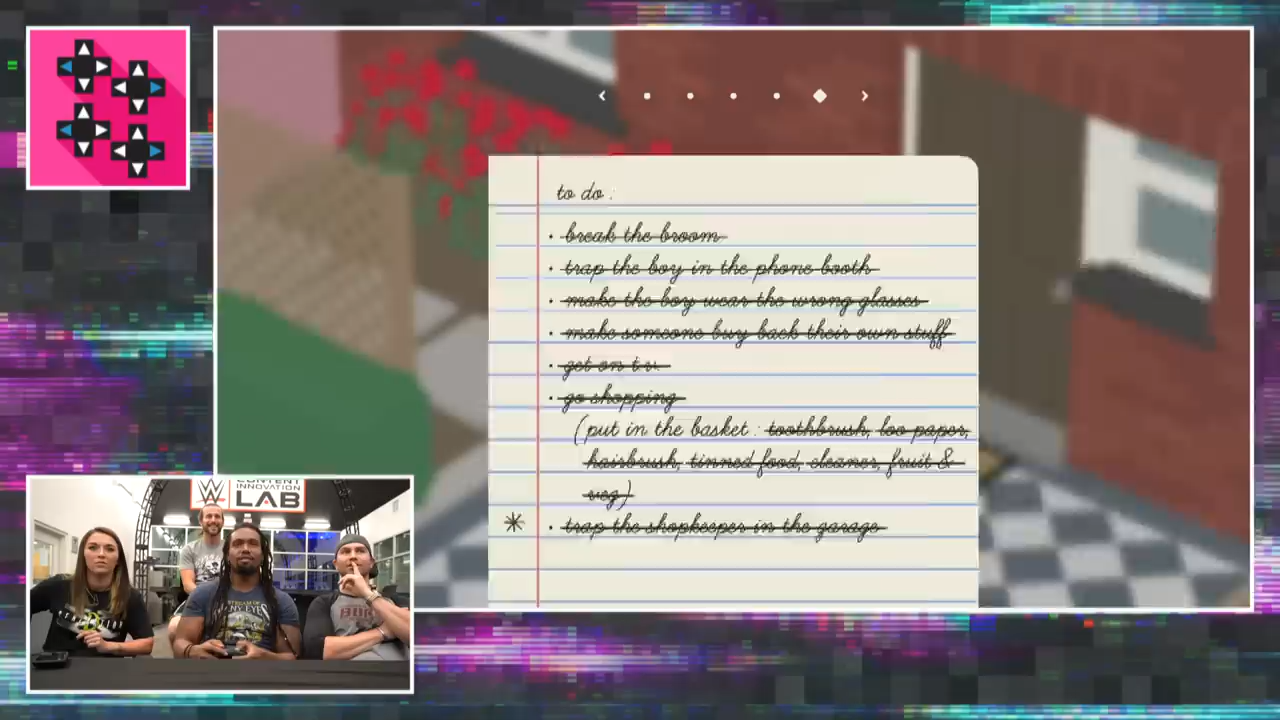 to do :
• break the broom
• trap the boy in the phone booth
• make the boy wear the wrong glasses
• make someone buy back their own stuff
• get on t.v.
• go shopping
(put in the basket : toothbrush, loo paper,
hairbrush, tinned food, cleaner, fruit &
veg)
• trap the shopkeeper in the garage
W
CONTENT
INNOVATION
LAB